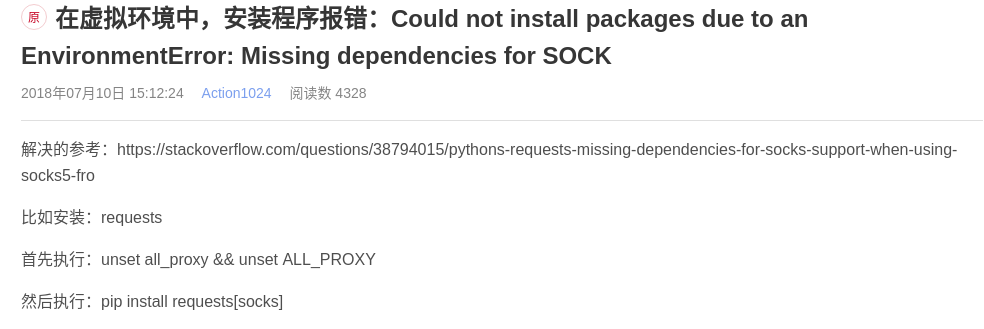 原 在虚拟环境中，安装程序报错：Could not install packages due to an
EnvironmentError: Missing dependencies for SOCK
2018年07月10日 15:12:24 Action1024 阅读数 4328
解决的参考：https://stackoverflow.com/questions/38794015/pythons-requests-missing-dependencies-for-socks-support-when-using-
socks5-fro
比如安装：requests
首先执行：unset all_proxy && unset ALL_PROXY
然后执行：pip install requests[socks]